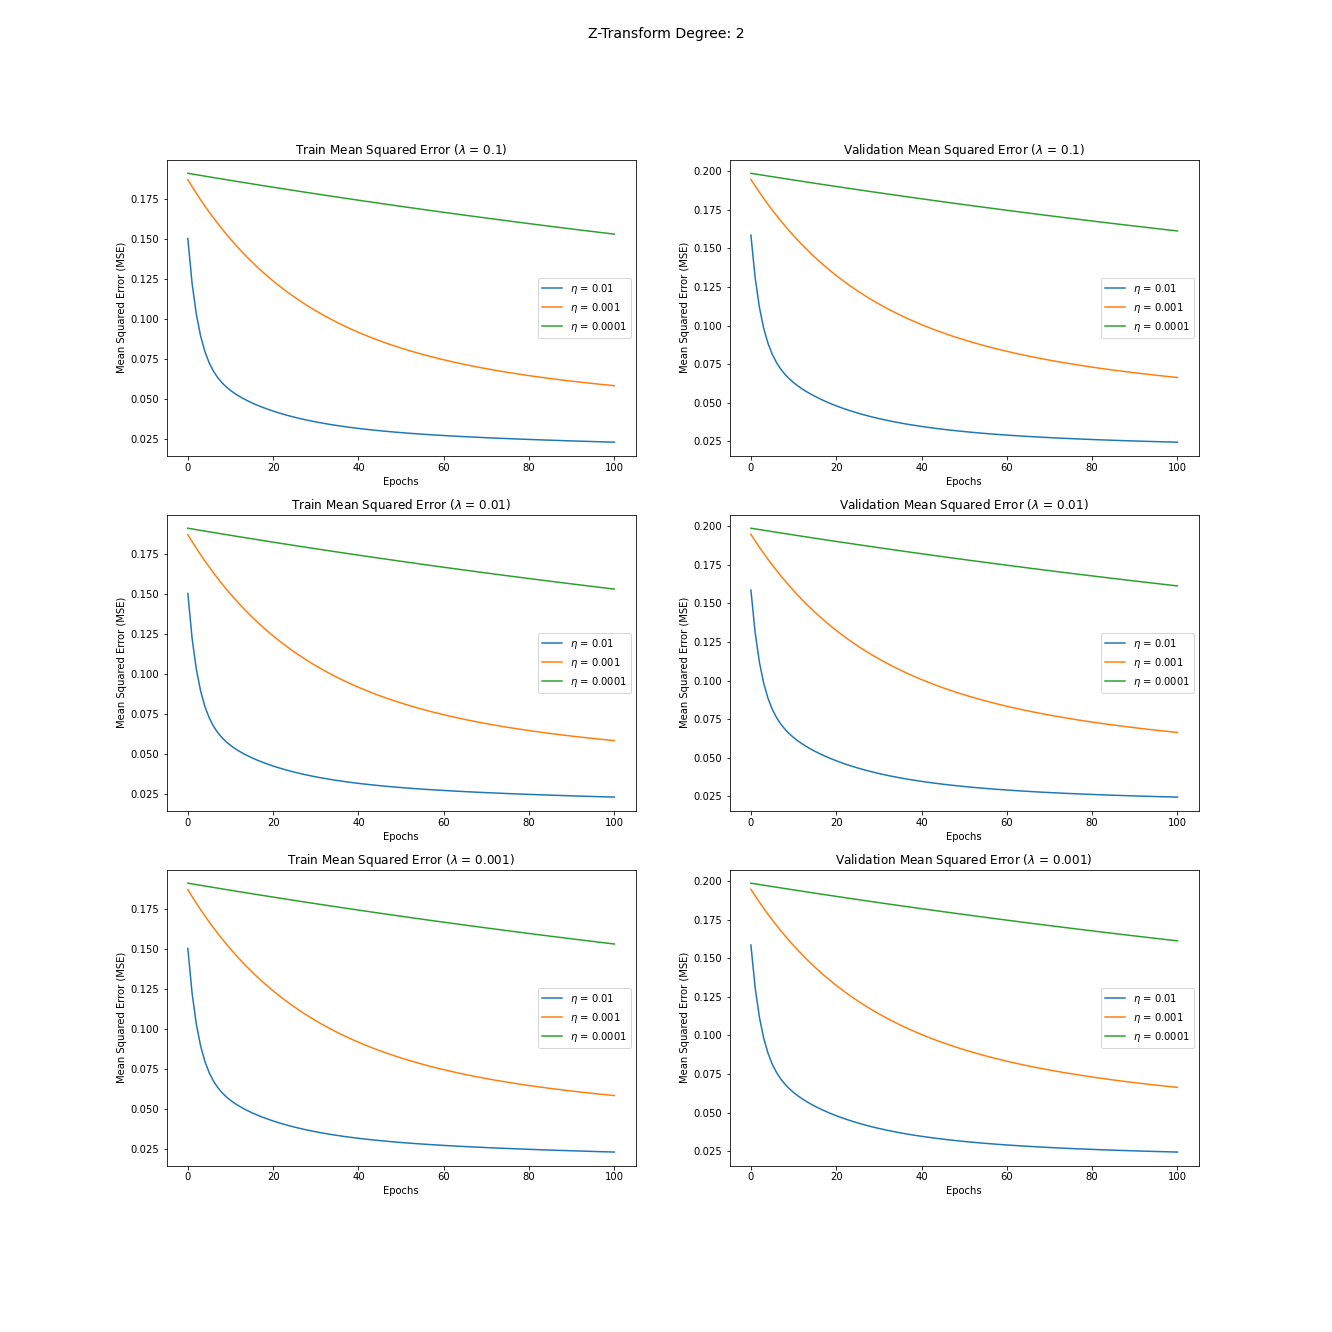 Z-Transform Degree: 2
Train Mean Squared Error (λ = 0.1)
Mean Squared Error (MSE)
0.175
0.150
0.125
0.100
0.075
0.050
0.025
0 20 40 60 80 100
Epochs
η = 0.01
η = 0.001
η = 0.0001
Validation Mean Squared Error (λ = 0.1)
Mean Squared Error (MSE)
0.200
0.175
0.150
0.125
0.100
0.075
0.050
0.025
0 20 40 60 80 100
Epochs
η = 0.01
η = 0.001
η = 0.0001
Train Mean Squared Error (λ = 0.01)
Mean Squared Error (MSE)
0.175
0.150
0.125
0.100
0.075
0.050
0.025
0 20 40 60 80 100
Epochs
η = 0.01
η = 0.001
η = 0.0001
Validation Mean Squared Error (λ = 0.01)
Mean Squared Error (MSE)
0.200
0.175
0.150
0.125
0.100
0.075
0.050
0.025
0 20 40 60 80 100
Epochs
η = 0.01
η = 0.001
η = 0.0001
Train Mean Squared Error (λ = 0.001)
Mean Squared Error (MSE)
0.175
0.150
0.125
0.100
0.075
0.050
0.025
0 20 40 60 80 100
Epochs
η = 0.01
η = 0.001
η = 0.0001
Validation Mean Squared Error (λ = 0.001)
Mean Squared Error (MSE)
0.200
0.175
0.150
0.125
0.100
0.075
0.050
0.025
0 20 40 60 80 100
Epochs
η = 0.01
η = 0.001
η = 0.0001